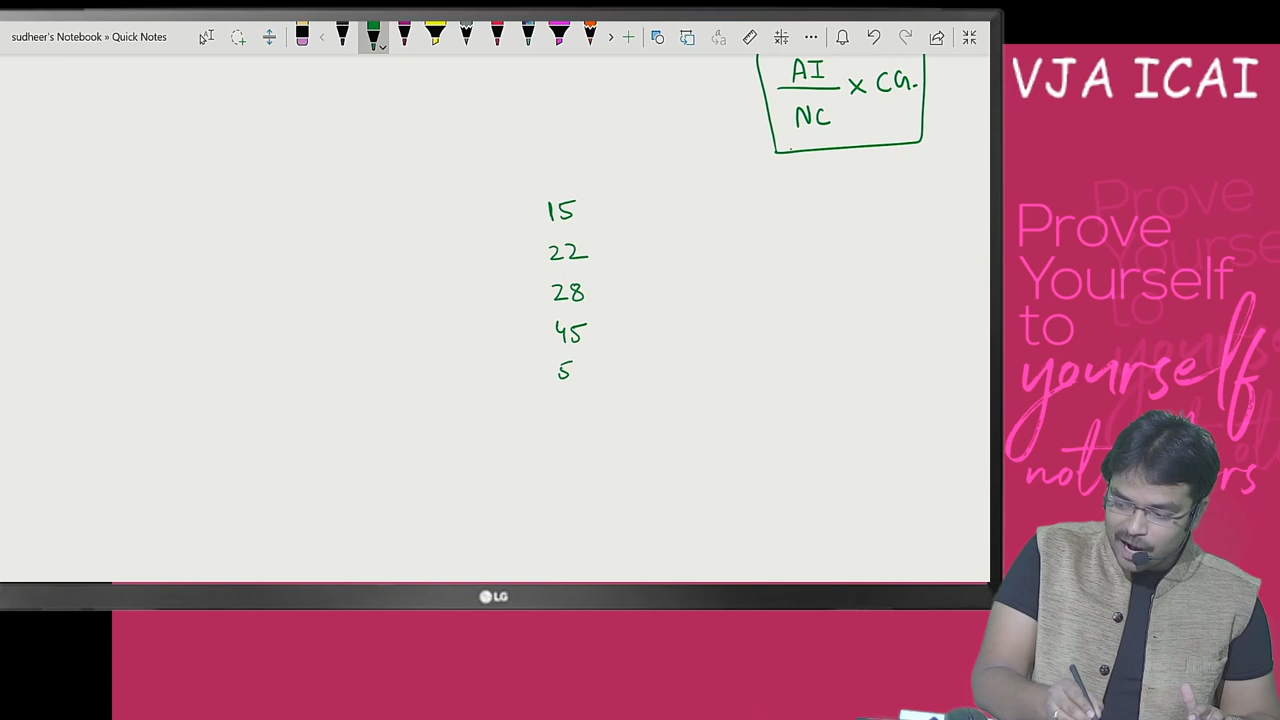 sudheer's Notebook » Quick Notes
AI
NC
× CG.
15
22
28
45
5
VJA ICAI
Prove
Yourself
to
yourself
not
LG